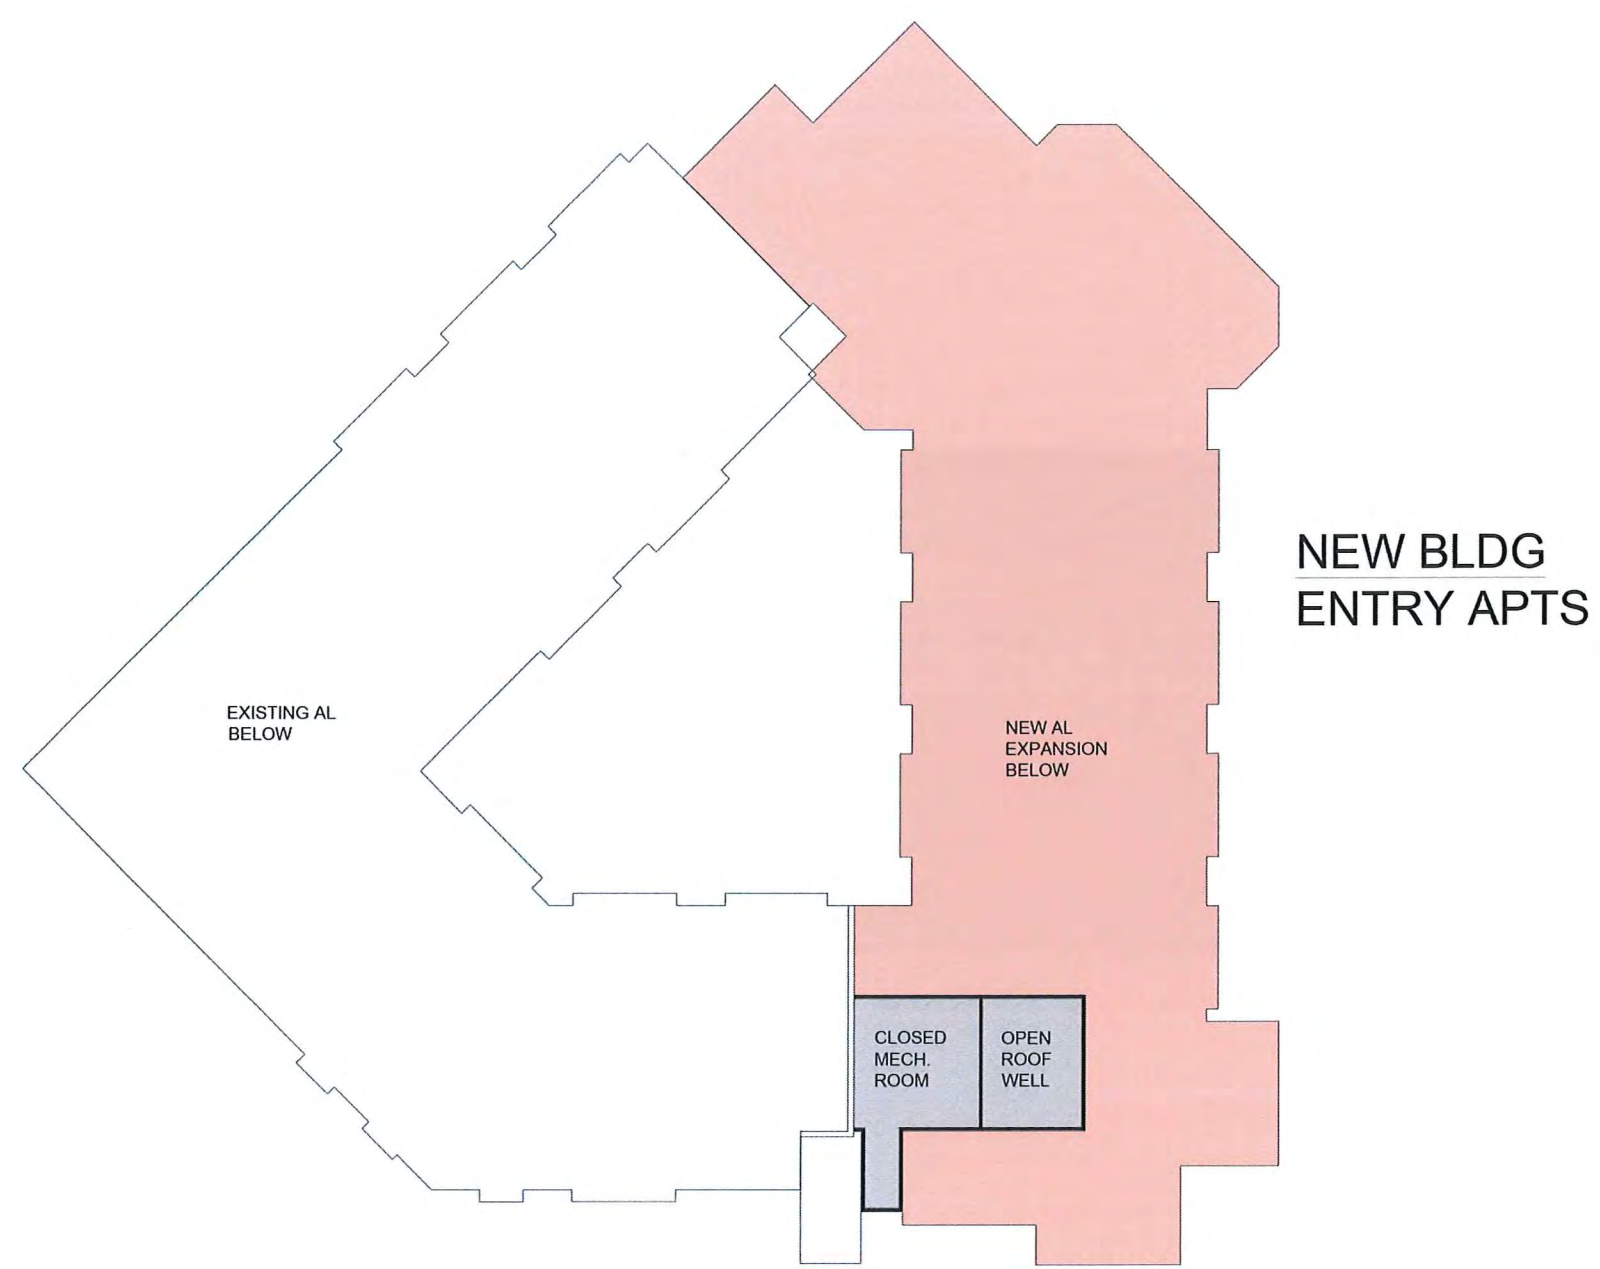 NEW BLDG
ENTRY APTS
EXISTING AL
BELOW
NEW AL
EXPANSION
BELOW
CLOSED
MECH.
ROOM
OPEN
ROOF
WELL